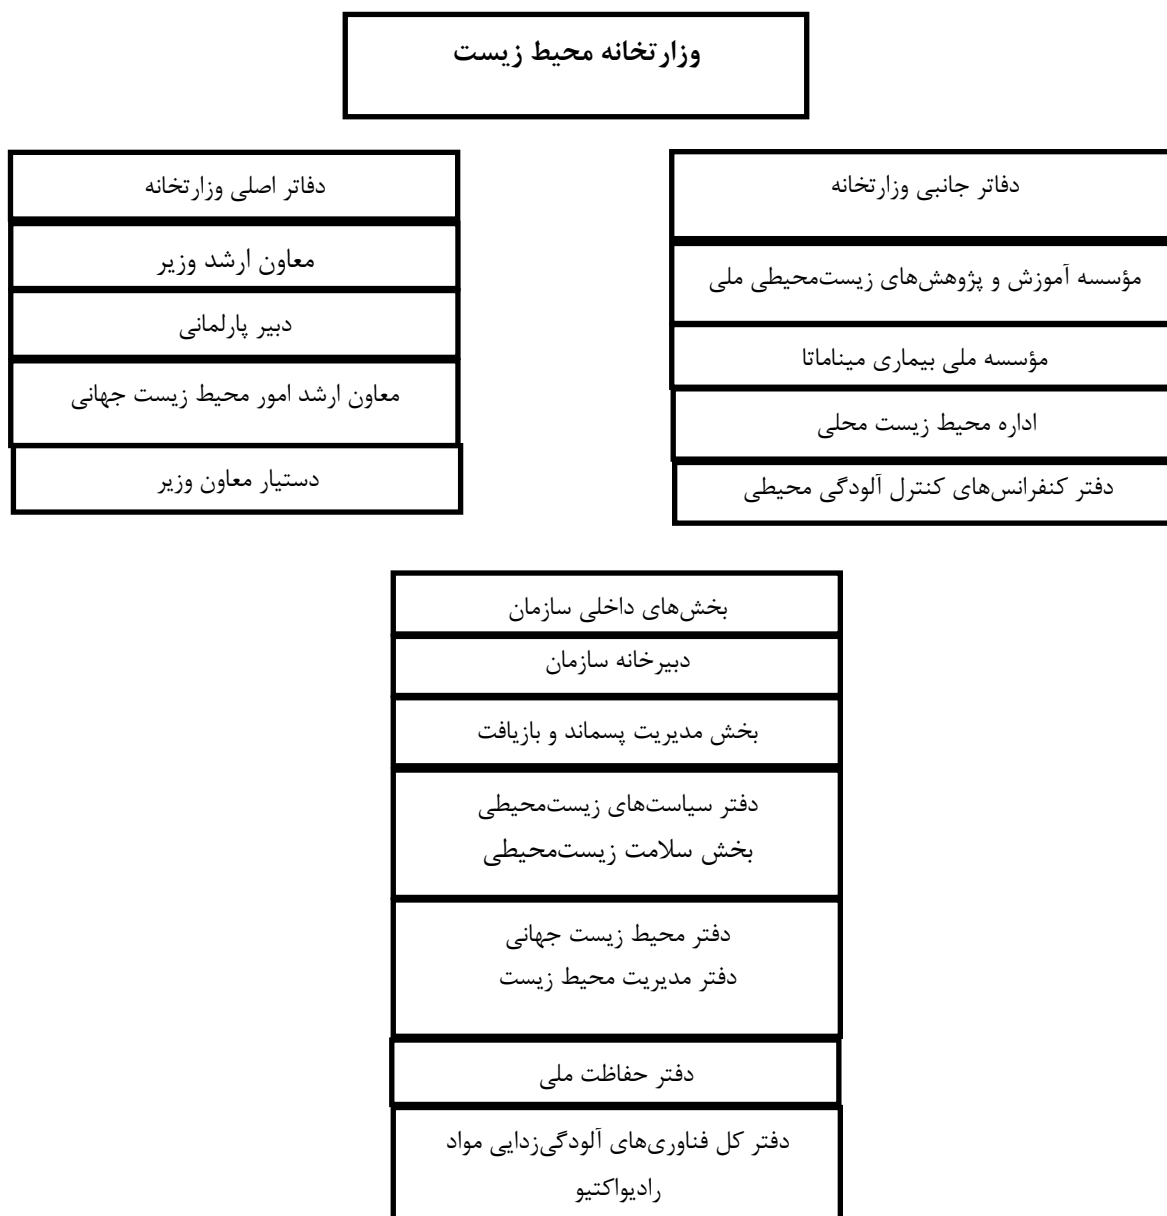 وزارتخانه محیط زیست
دفاتر جانبی وزارتخانه
مؤسسه آموزش و پژوهش‌های زیست‌محیطی ملی
مؤسسه ملی بیماری میناماتا
اداره محیط زیست محلی
دفتر کنفرانس‌های کنترل آلودگی محیطی
دفاتر اصلی وزارتخانه
معاون ارشد وزیر
دبیر پارلمانی
معاون ارشد امور محیط زیست جهانی
دستیار معاون وزیر
بخش‌های داخلی سازمان
دبیرخانه سازمان
بخش مدیریت پسماند و بازیافت
دفتر سیاست‌های زیست‌محیطی
بخش سلامت زیست‌محیطی
دفتر محیط زیست جهانی
دفتر مدیریت محیط زیست
دفتر حفاظت ملی
دفتر کل فناوری‌های آلودگی‌زدایی مواد
رادیواکتیو